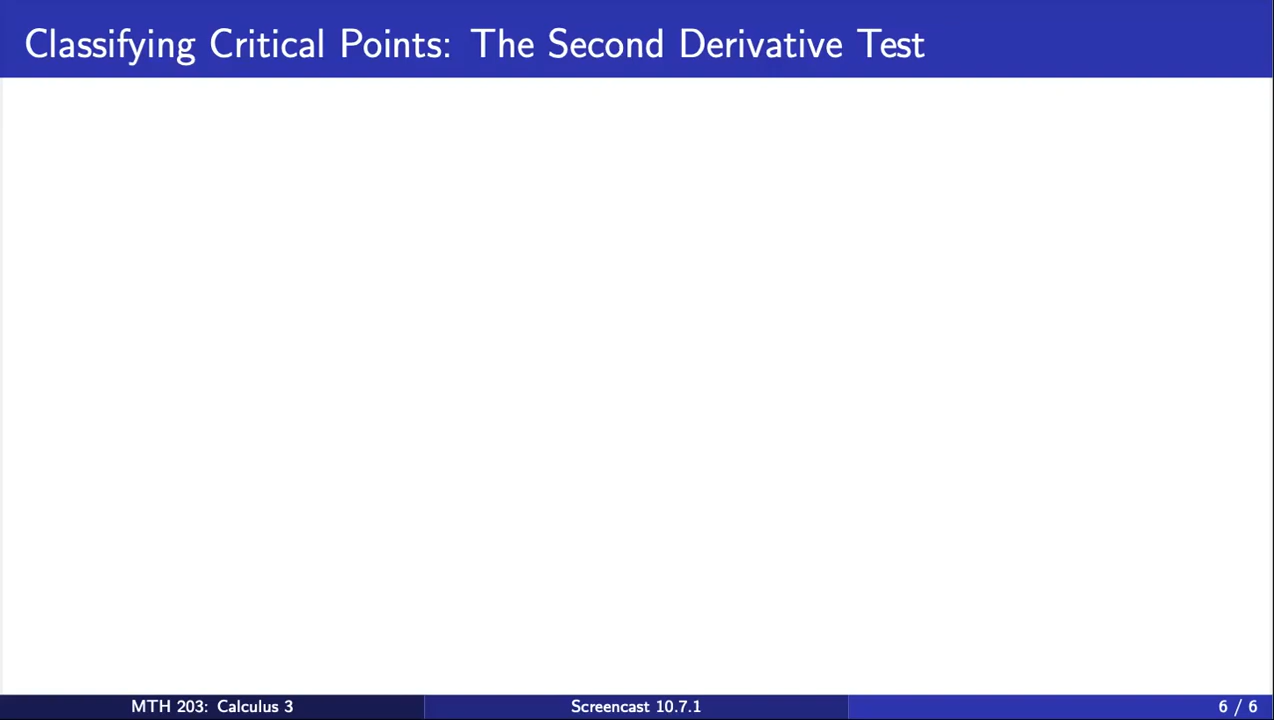 Classifying Critical Points: The Second Derivative Test
MTH 203: Calculus 3
Screencast 10.7.1
6 / 6